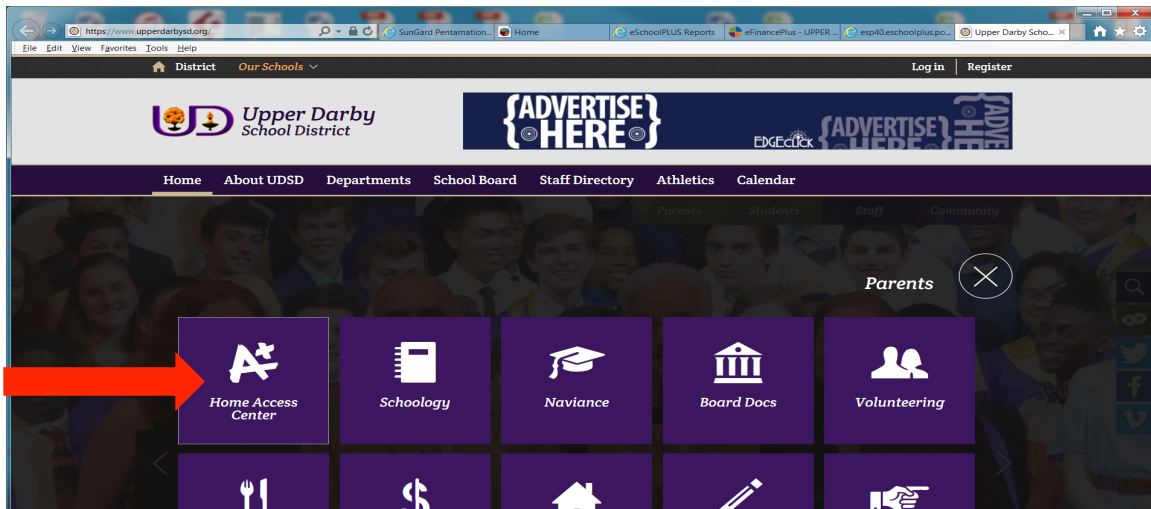 https://www.upperdarbysd.org/
SunGard Pentamation...
Home
eSchoolPLUS Reports
eFinancePlus - UPPER ...
esp40.eschoolplus.po...
Upper Darby Scho...
File Edit View Favorites Tools Help
District Our Schools
Log in Register
UD
Upper Darby
School District
{ADVERTISE
HERE}
EDGEclick
{ADVERTISE}
HERE
ADVE
Home About UDSD Departments School Board Staff Directory Athletics Calendar
Parents Students Staff Community
Parents
A+
Home Access
Center
Schoology
Naviance
Board Docs
Volunteering